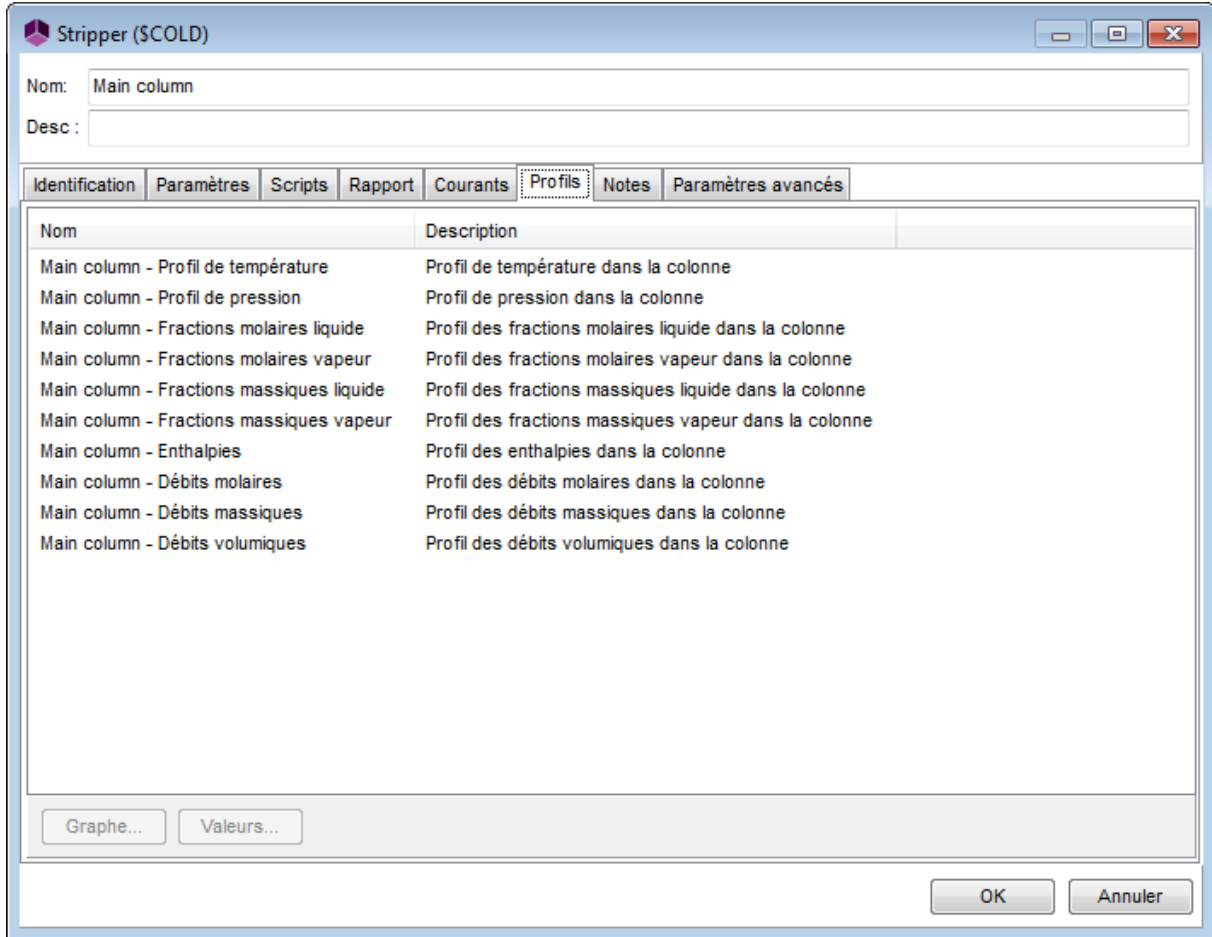 Stripper ($COLD)
Nom: Main column
Desc :
Identification Paramètres Scripts Rapport Courants Profils Notes Paramètres avancés
Nom Description
Main column - Profil de température Profil de température dans la colonne
Main column - Profil de pression Profil de pression dans la colonne
Main column - Fractions molaires liquide Profil des fractions molaires liquide dans la colonne
Main column - Fractions molaires vapeur Profil des fractions molaires vapeur dans la colonne
Main column - Fractions massiques liquide Profil des fractions massiques liquide dans la colonne
Main column - Fractions massiques vapeur Profil des fractions massiques vapeur dans la colonne
Main column - Enthalpies Profil des enthalpies dans la colonne
Main column - Débits molaires Profil des débits molaires dans la colonne
Main column - Débits massiques Profil des débits massiques dans la colonne
Main column - Débits volumiques Profil des débits volumiques dans la colonne
Graphe... Valeurs...
OK Annuler